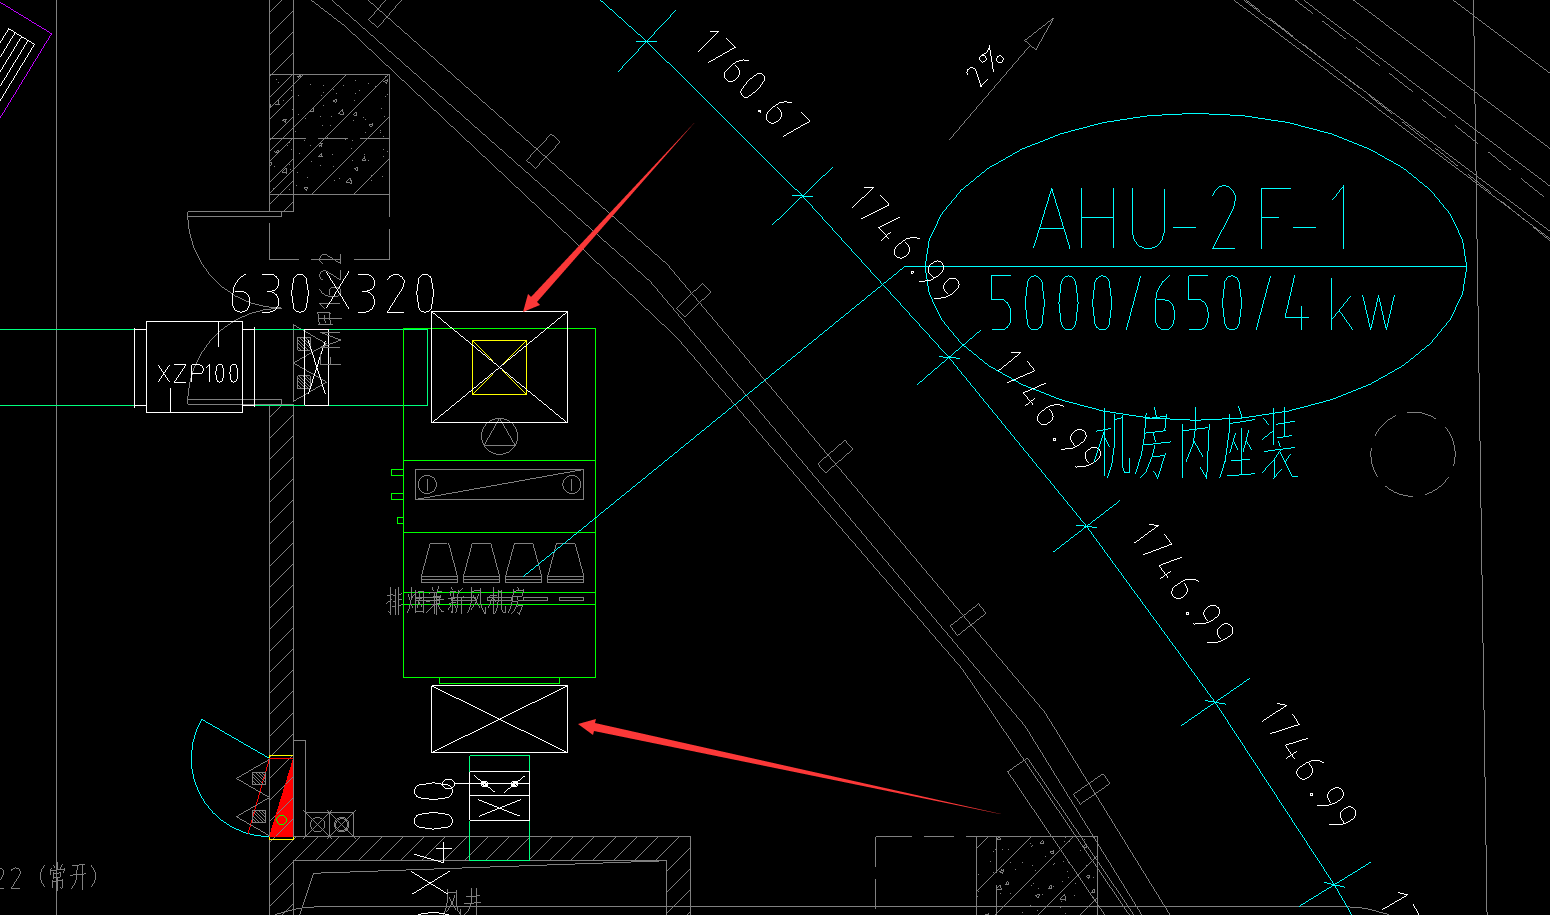 1760.67
2%
1746.99
AHU-2F-1
5000/650/4kw
630X320
XZP100
1746.99
机房内座装
1746.99
排烟兼新风机房
1746.99
22（常开）
风井